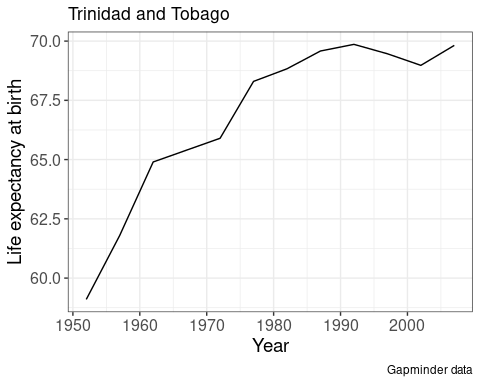 Trinidad and Tobago
Life expectancy at birth
70.0
67.5
65.0
62.5
60.0
1950 1960 1970 1980 1990 2000
Year
Gapminder data